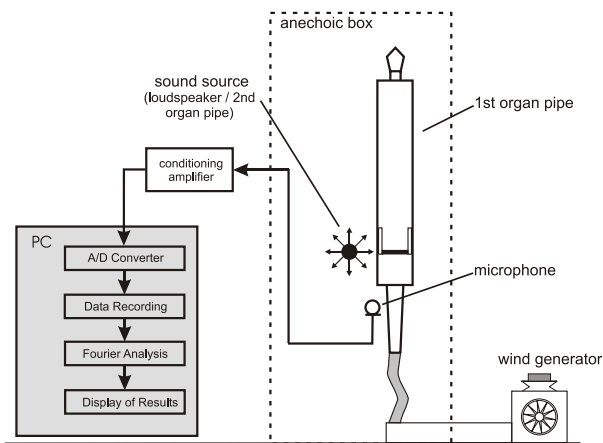 anechoic box
sound source
(loudspeaker / 2nd
organ pipe)
1st organ pipe
conditioning
amplifier
PC
A/D Converter
microphone
Data Recording
Fourier Analysis
wind generator
Display of Results